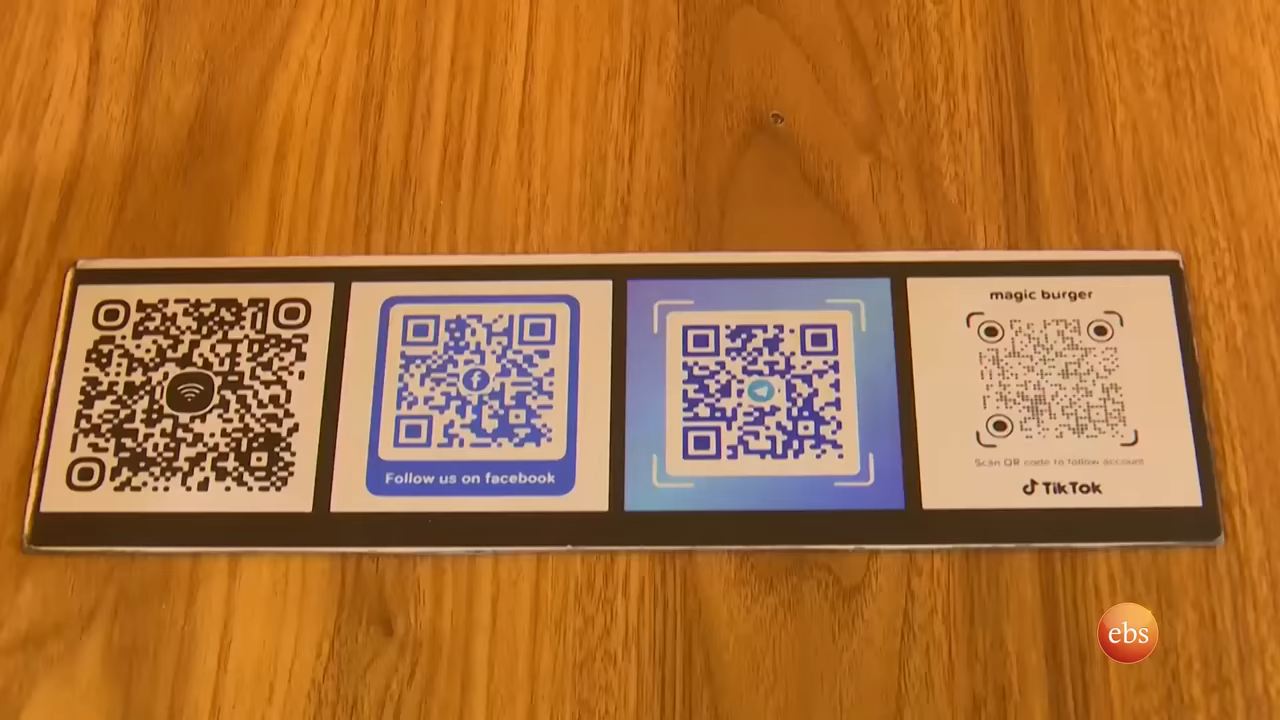 Follow us on facebook
magic burger
Scan QR code to follow account
TikTok
ebs